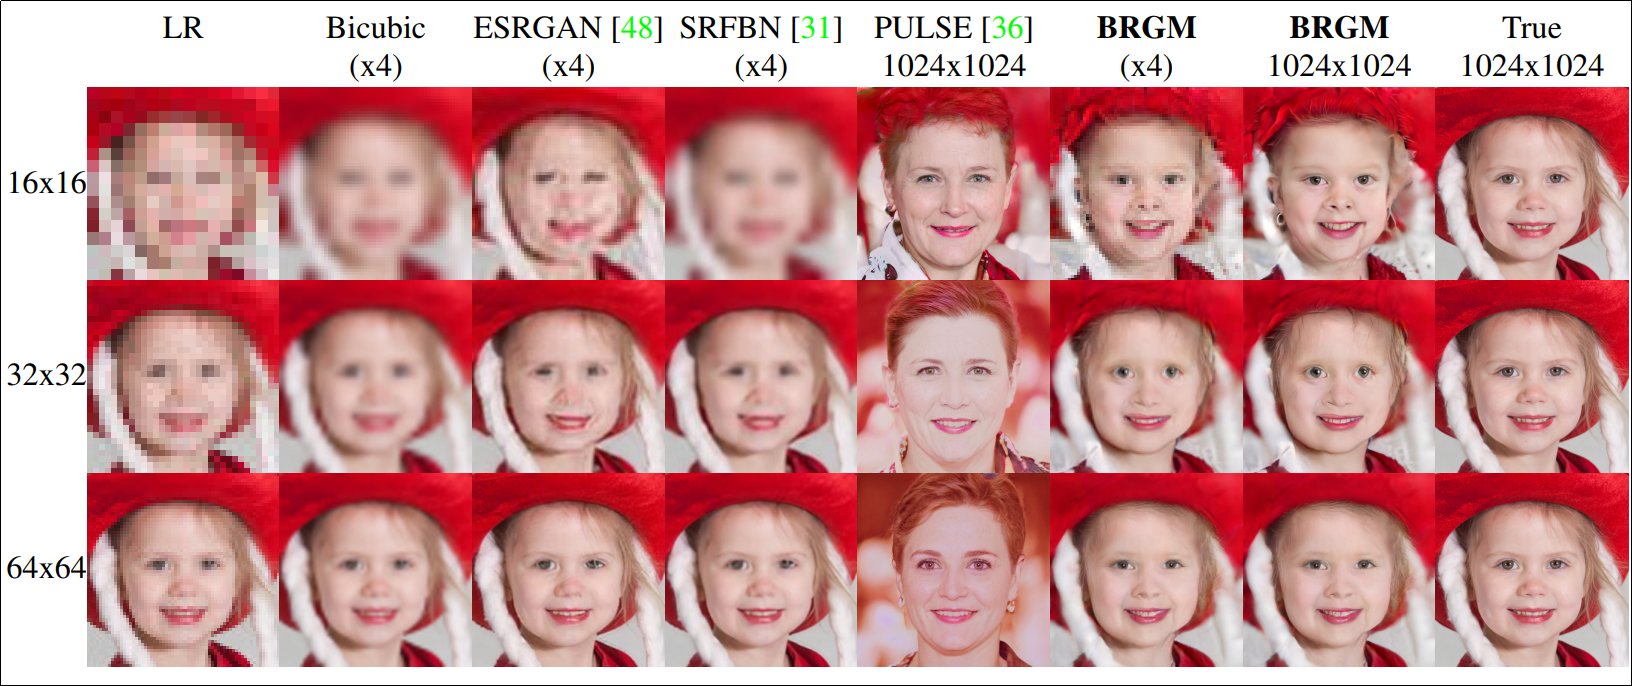 LR Bicubic ESRGAN [48] SRFBN [31] PULSE [36] BRGM BRGM True
(x4) (x4) (x4) 1024x1024 (x4) 1024x1024 1024x1024
16x16
32x32
64x64